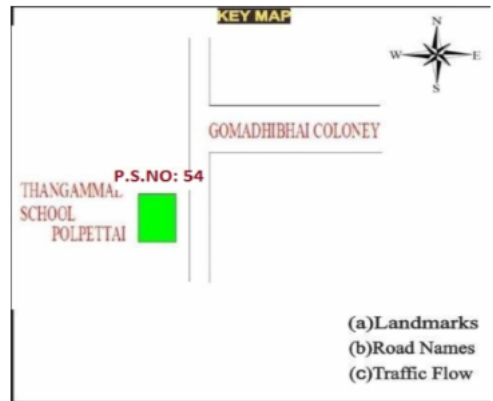 KEY MAP
N
W E
S
GOMADHIBHAI COLONEY
P.S.NO: 54
THANGAMMAL
SCHOOL
POLPETTAI
(a)Landmarks
(b)Road Names
(c)Traffic Flow